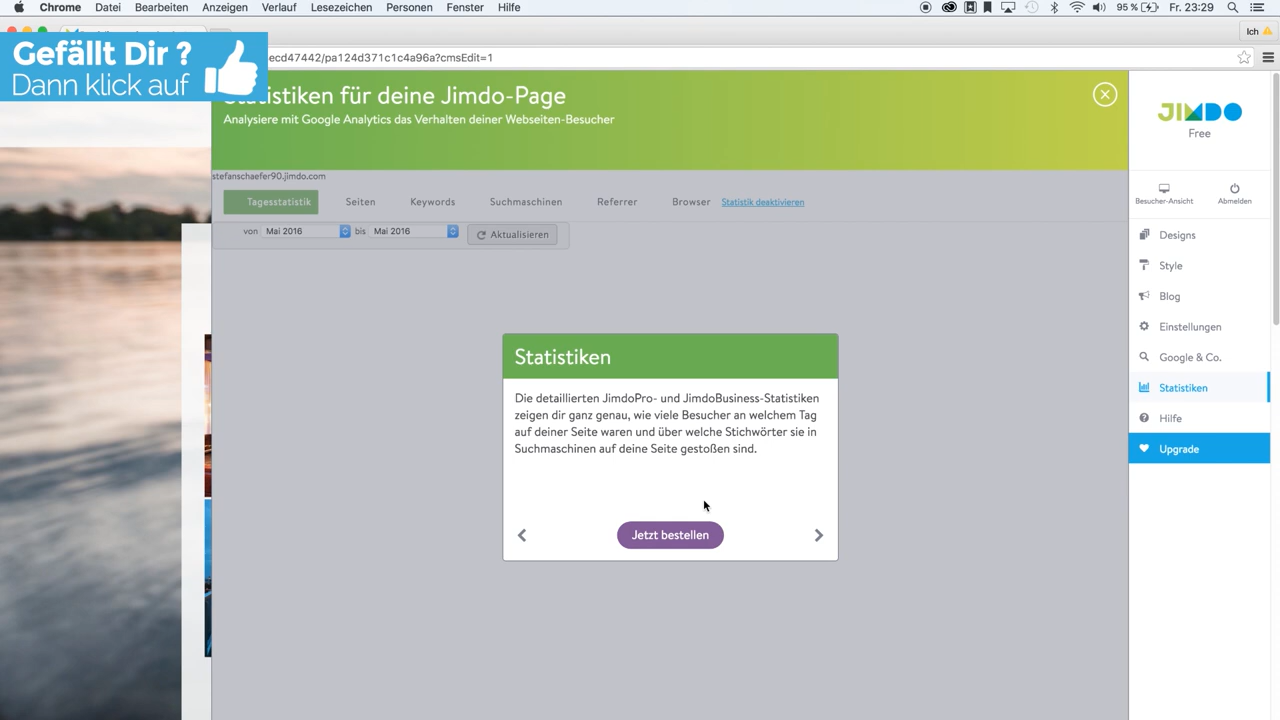 Chrome Datei Bearbeiten Anzeigen Verlauf Lesezeichen Personen Fenster Hilfe 95 % Fr. 23:29
Ich
Gefällt Dir ?
Dann klick auf
ecd47442/pa124d371c1c4a96a?cmsEdit=1
Statistiken für deine Jimdo-Page
Analysiere mit Google Analytics das Verhalten deiner Webseiten-Besucher
stefanschaefer90.jimdo.com
Tagesstatistik Seiten Keywords Suchmaschinen Referrer Browser Statistik deaktivieren
von Mai 2016 bis Mai 2016 Aktualisieren
Statistiken
Die detaillierten JimdoPro- und JimdoBusiness-Statistiken
zeigen dir ganz genau, wie viele Besucher an welchem Tag
auf deiner Seite waren und über welche Stichwörter sie in
Suchmaschinen auf deine Seite gestoßen sind.
Jetzt bestellen
JIMDO
Free
Besucher-Ansicht Abmelden
Designs
Style
Blog
Einstellungen
Google & Co.
Statistiken
Hilfe
Upgrade